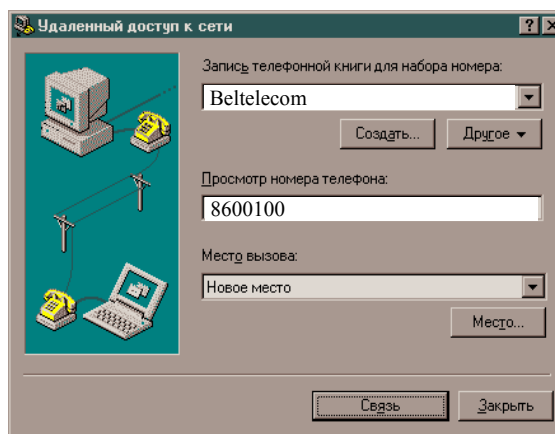 Удаленный доступ к сети
Запись телефонной книги для набора номера:
Beltelecom
Создать... Другое
Просмотр номера телефона:
8600100
Место вызова:
Новое место
Место...
Связь Закрыть